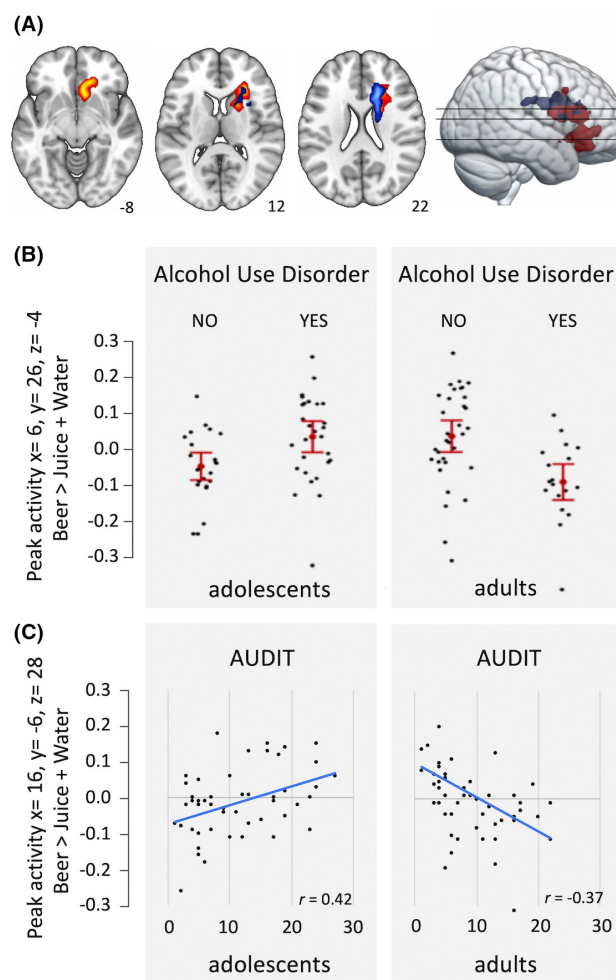 (A)
-8
12
22
(B)
Alcohol Use Disorder
NO YES
Alcohol Use Disorder
NO YES
Peak activity x= 6, y= 26, z= -4
Beer > Juice + Water
0.3
0.2
0.1
0.0
-0.1
-0.2
-0.3
adolescents
adults
(C)
AUDIT
AUDIT
Peak activity x= 16, y= -6, z= 28
Beer > Juice + Water
0.3
0.2
0.1
0.0
-0.1
-0.2
-0.3
r = 0.42
r = -0.37
0 10 20 30
0 10 20 30
adolescents
adults